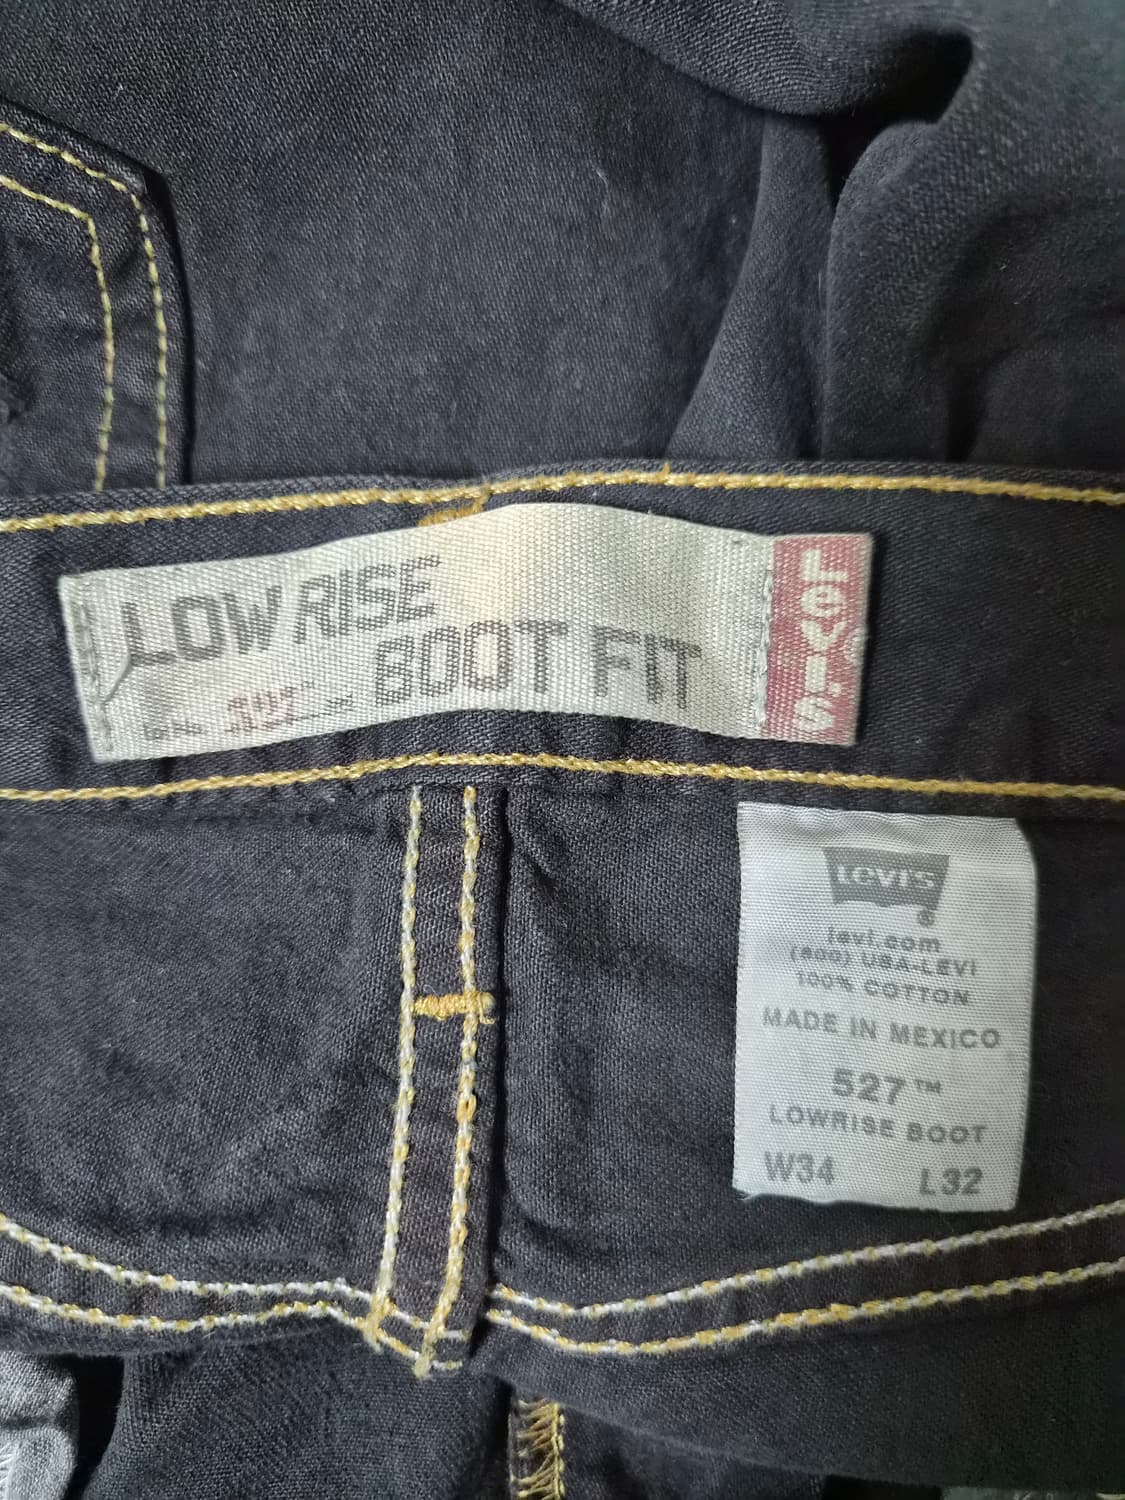 LOW RISE
BOOT FIT
Levi's
Levi's
levi.com
(800) USA-LEVI
100% COTTON
MADE IN MEXICO
527™
LOWRISE BOOT
W34 L32